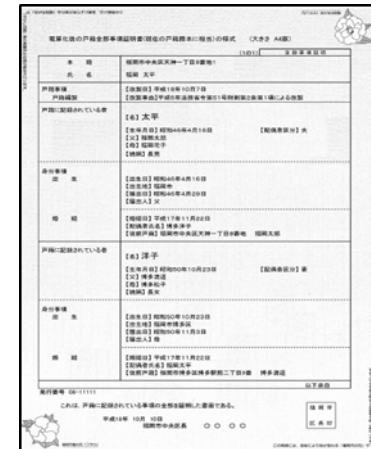 電算化後の戸籍全部事項証明書(現在の戸籍謄本に相当)の様式 (大きさ A4版)
(1の1) 全部事項証明
本 籍 福岡市中央区天神一丁目8番地1
氏 名 福岡 太平
戸籍事項
戸籍編製 【改製日】平成18年10月7日
【改製事由】平成6年法務省令第51号附則第2条第1項による改製
戸籍に記録されている者
【名】太平
【生年月日】昭和46年4月16日 【配偶者区分】夫
【父】福岡太郎
【母】福岡花子
【続柄】長男
身分事項
出 生 【出生日】昭和46年4月16日
【出生地】福岡市
【届出日】昭和46年4月29日
【届出人】父
婚 姻 【婚姻日】平成17年11月22日
【配偶者氏名】博多洋子
【従前戸籍】福岡市中央区天神一丁目8番地 福岡太郎
戸籍に記録されている者
【名】洋子
【生年月日】昭和50年10月23日 【配偶者区分】妻
【父】博多渡道
【母】博多松子
【続柄】長女
身分事項
出 生 【出生日】昭和50年10月23日
【出生地】福岡市博多区
【届出日】昭和50年11月3日
【届出人】母
婚 姻 【婚姻日】平成17年11月22日
【配偶者氏名】福岡太平
【従前戸籍】福岡市博多区博多駅前二丁目8番
以下余白
発行番号 06-11111
これは、戸籍に記録されている事項の全部を証明した書面である。
平成18年 10月 10日
福岡市中央区長 ○ ○ ○ ○
福岡市
区長印